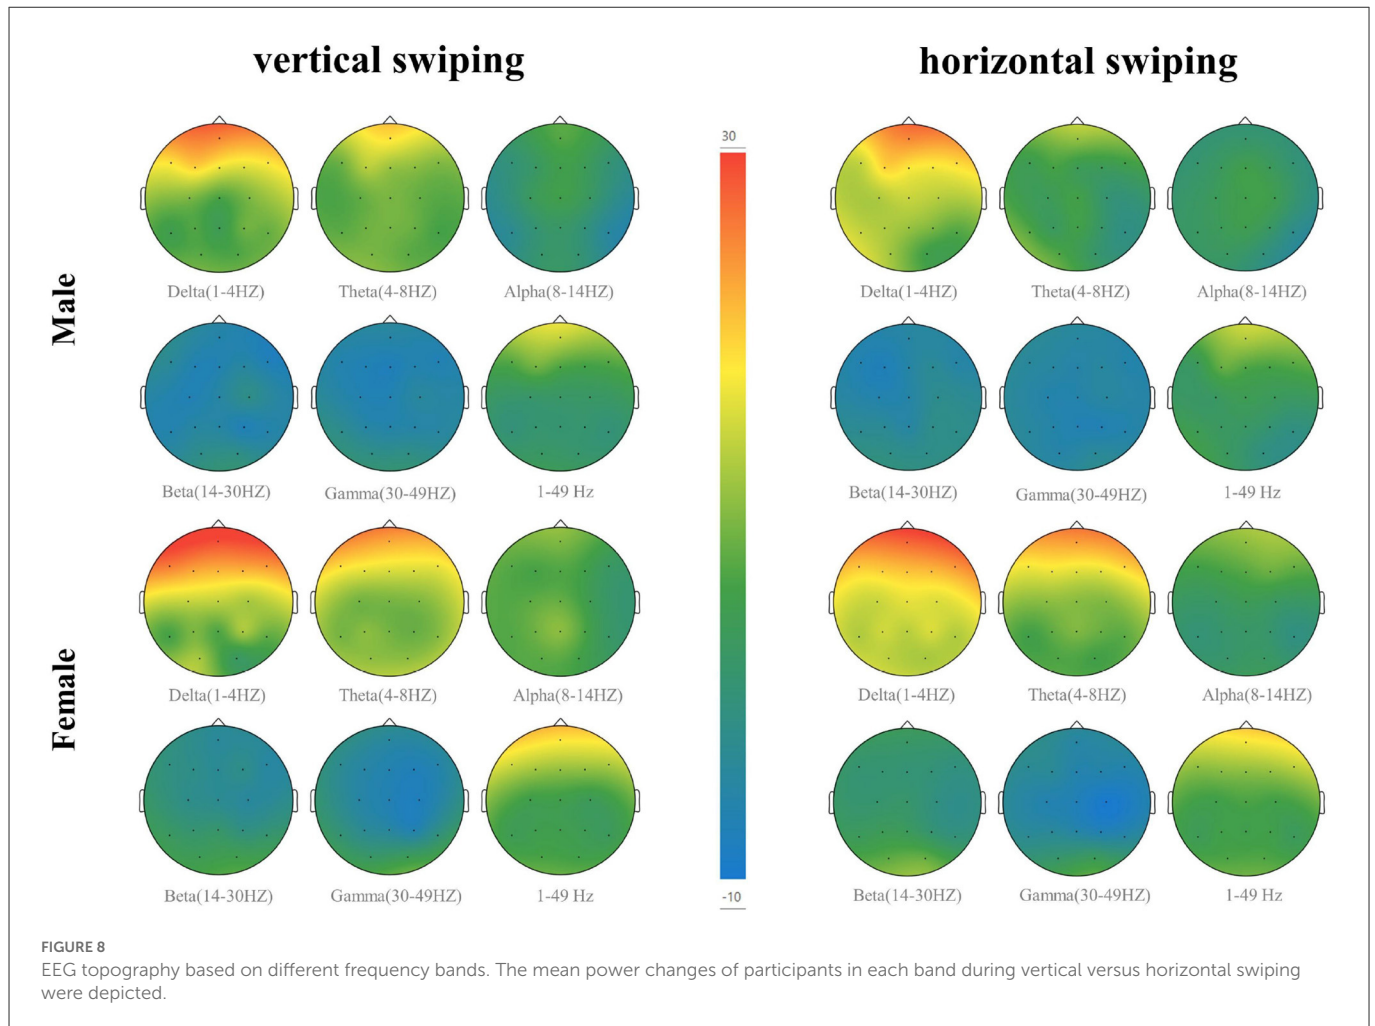 vertical swiping
horizontal swiping
30
Male
Delta(1-4HZ)
Theta(4-8HZ)
Alpha(8-14HZ)
Delta(1-4HZ)
Theta(4-8HZ)
Alpha(8-14HZ)
Beta(14-30HZ)
Gamma(30-49HZ)
1-49 Hz
Beta(14-30HZ)
Gamma(30-49HZ)
1-49 Hz
Female
Delta(1-4HZ)
Theta(4-8HZ)
Alpha(8-14HZ)
Delta(1-4HZ)
Theta(4-8HZ)
Alpha(8-14HZ)
Beta(14-30HZ)
Gamma(30-49HZ)
1-49 Hz
-10
Beta(14-30HZ)
Gamma(30-49HZ)
1-49 Hz
FIGURE 8
EEG topography based on different frequency bands. The mean power changes of participants in each band during vertical versus horizontal swiping
were depicted.